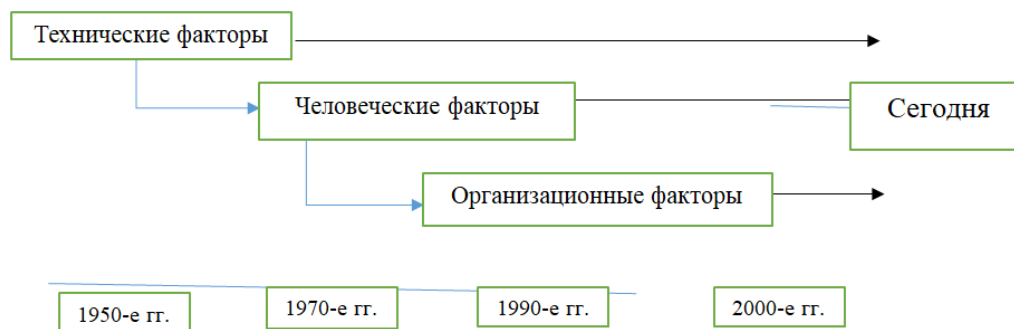 Технические факторы
Человеческие факторы
Сегодня
Организационные факторы
1950-е гг.
1970-е гг.
1990-е гг.
2000-е гг.